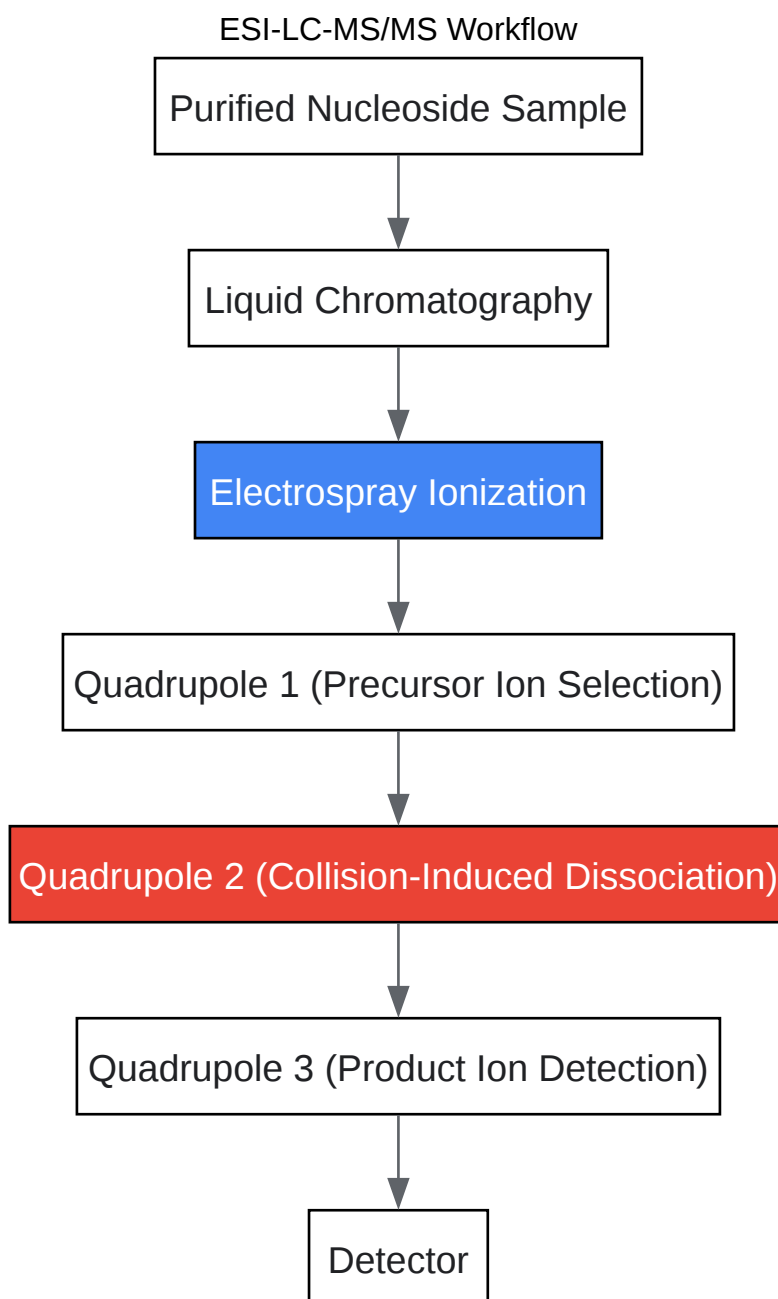 ESI-LC-MS/MS Workflow
Purified Nucleoside Sample
Liquid Chromatography
Electrospray Ionization
Quadrupole 1 (Precursor Ion Selection)
Quadrupole 2 (Collision-Induced Dissociation)
Quadrupole 3 (Product Ion Detection)
Detector